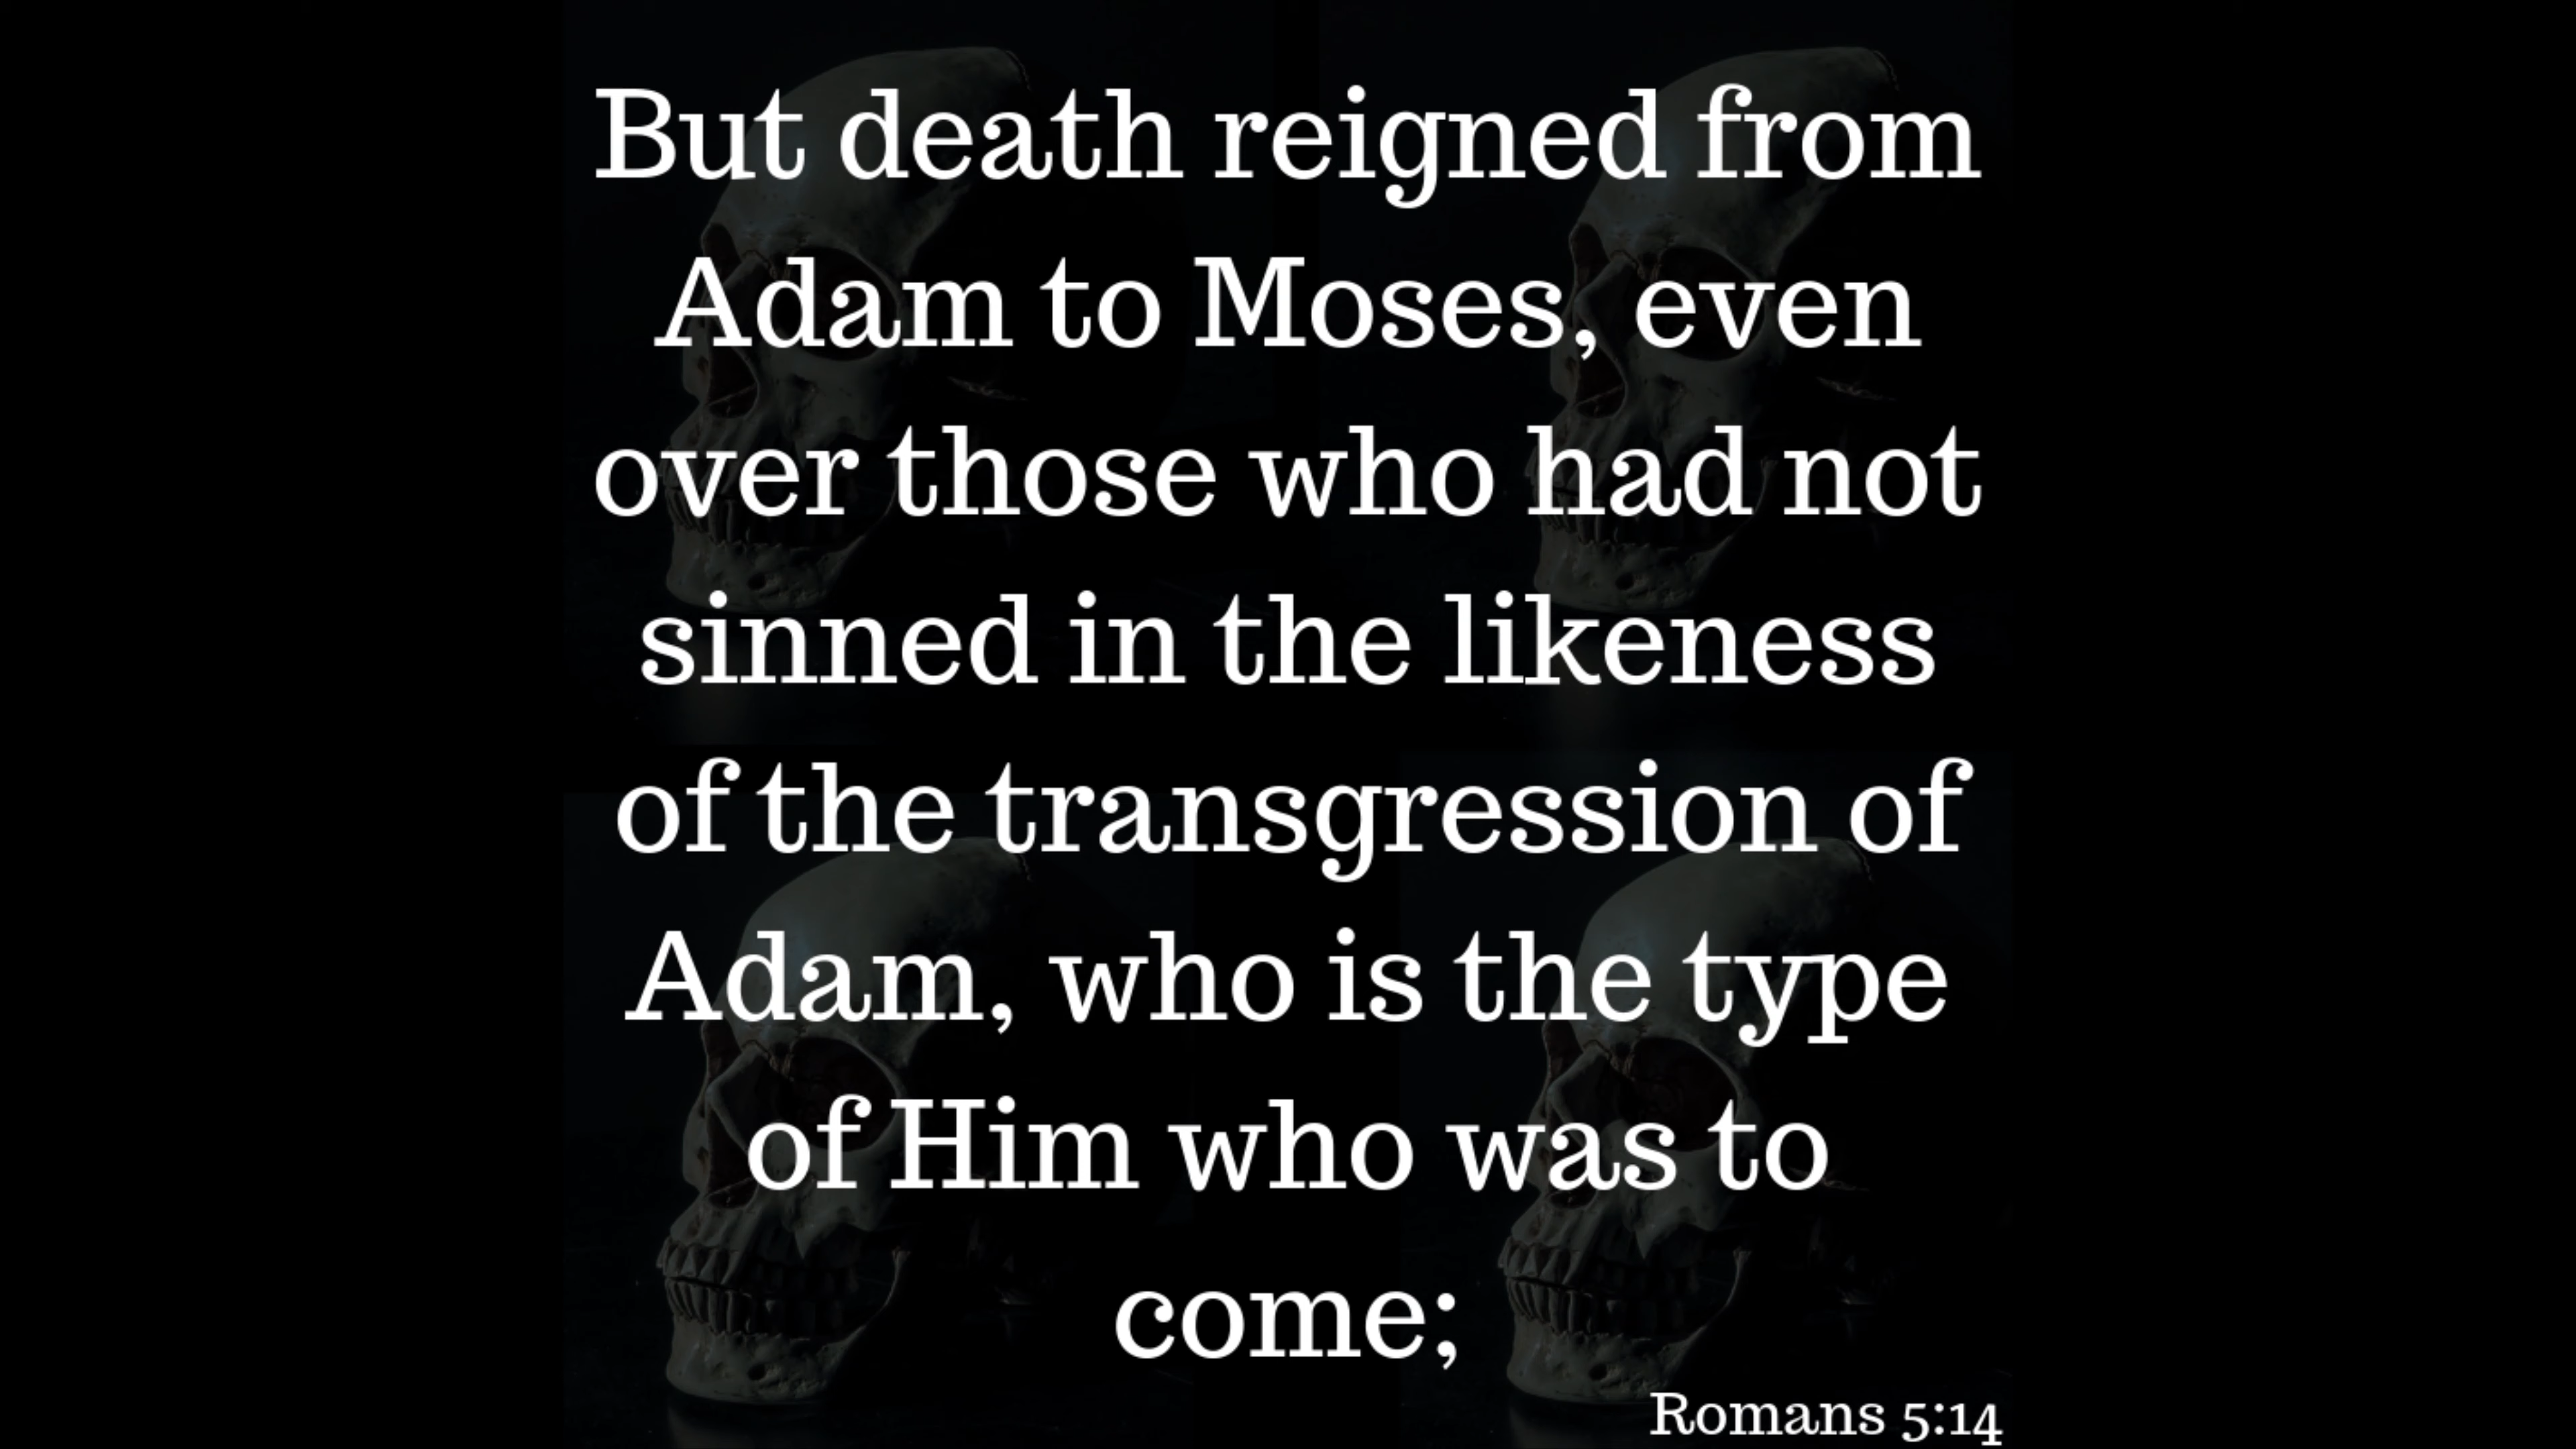 But death reigned from
Adam to Moses, even
over those who had not
sinned in the likeness
of the transgression of
Adam, who is the type
of Him who was to
come;
Romans 5:14